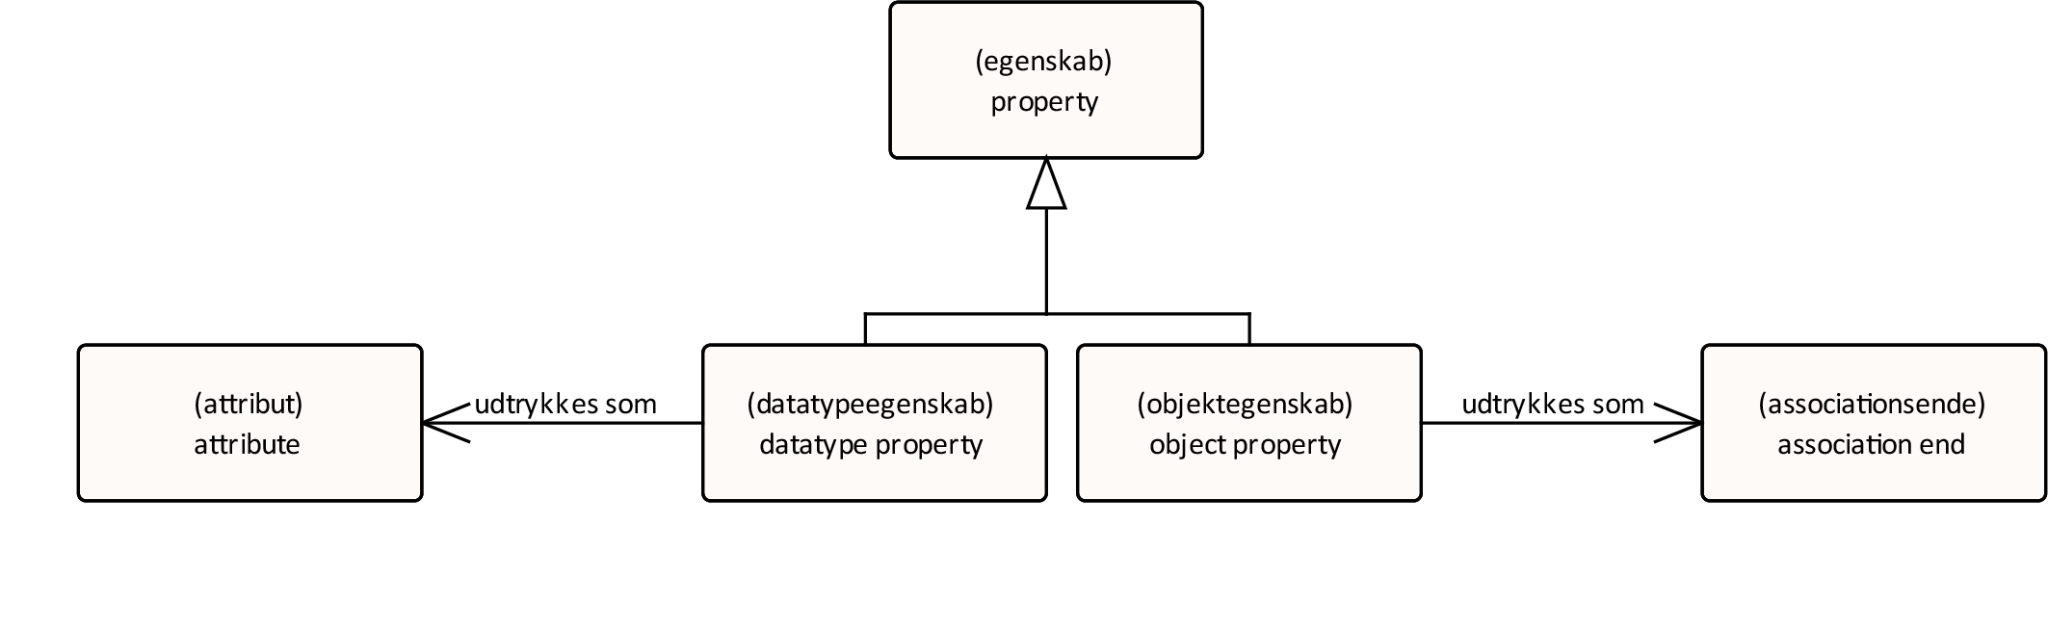 (egenskab)
property
(attribut)
attribute
udtrykkes som
(datatypeegenskab)
datatype property
(objektegenskab)
object property
udtrykkes som
(associationsende)
association end